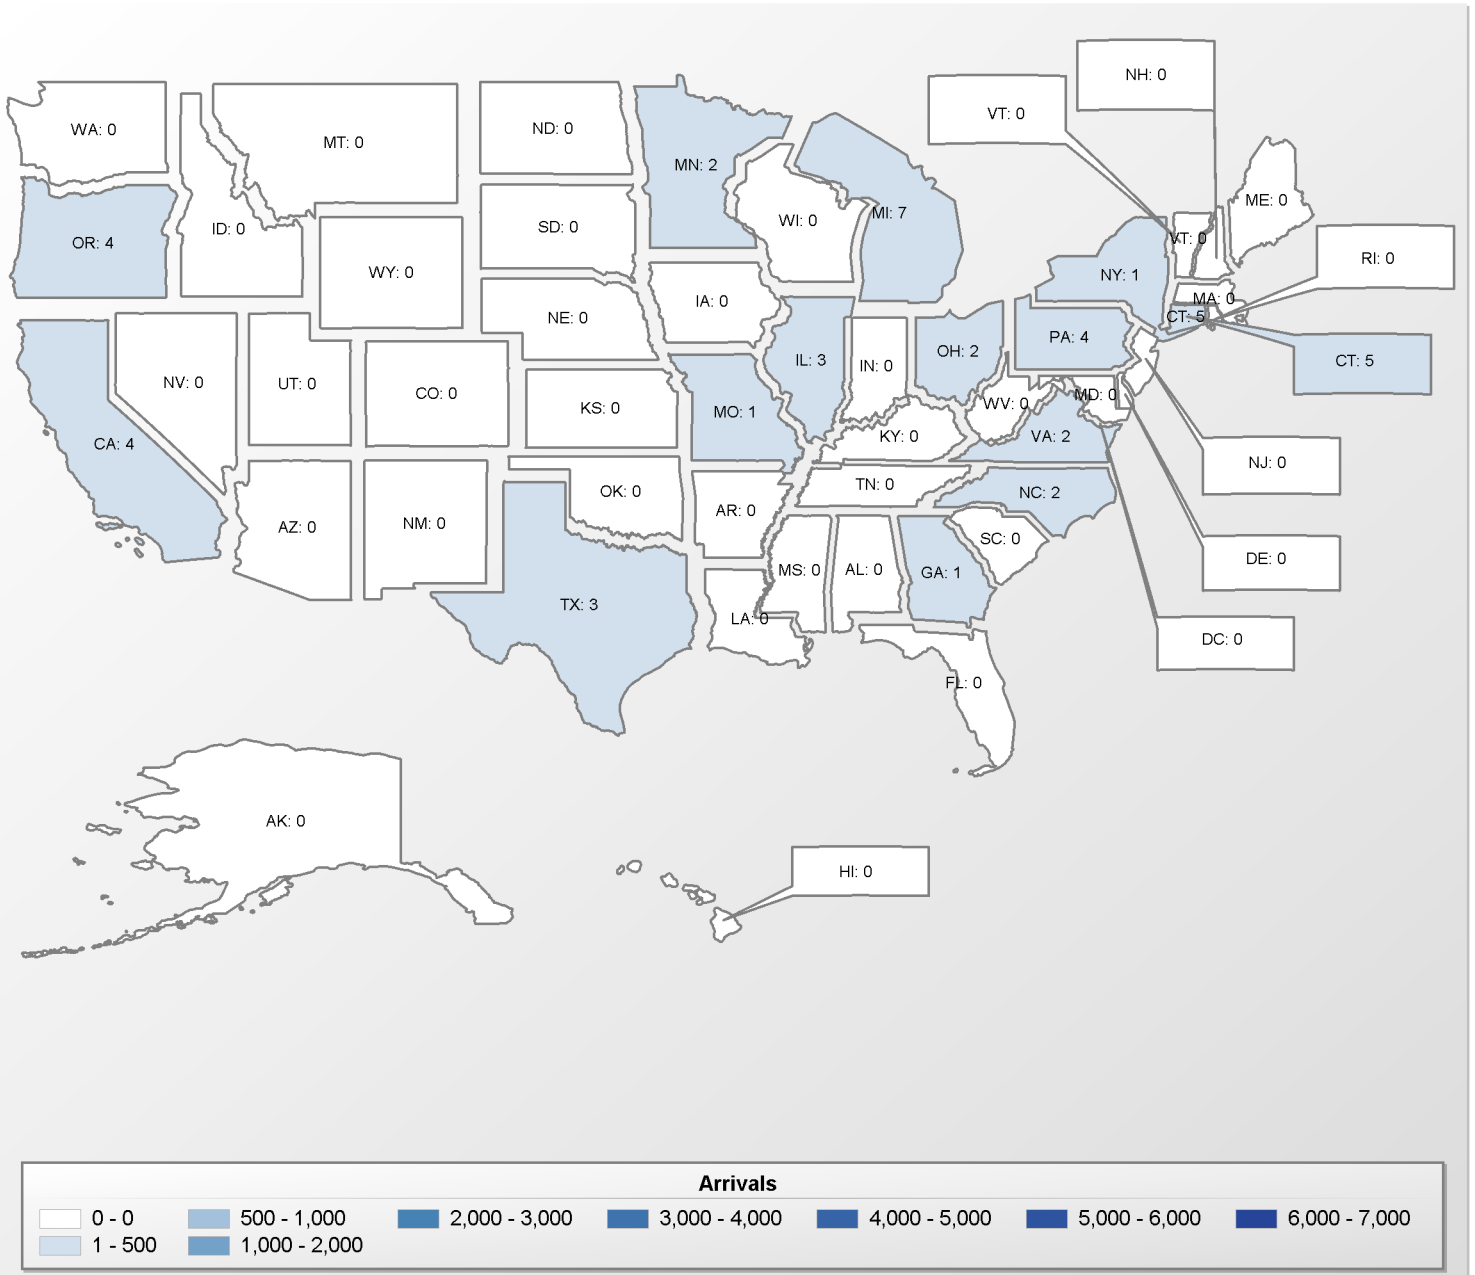 NH: 0
VT: 0
WA: 0
MT: 0
ND: 0
MN: 2
ME: 0
ID: 0
OR: 4
SD: 0
WI: 0
MI: 7
VT: 0
RI: 0
WY: 0
NY: 1
IA: 0
MA: 0
NE: 0
CT: 5
PA: 4
OH: 2
IL: 3
IN: 0
CT: 5
NV: 0
UT: 0
CO: 0
KS: 0
MO: 1
WV: 0
MD: 0
CA: 4
KY: 0
VA: 2
NJ: 0
OK: 0
TN: 0
NC: 2
AZ: 0
NM: 0
AR: 0
SC: 0
DE: 0
MS: 0
AL: 0
GA: 1
TX: 3
LA: 0
DC: 0
FL: 0
AK: 0
HI: 0
Arrivals
0 - 0
500 - 1,000
2,000 - 3,000
3,000 - 4,000
4,000 - 5,000
5,000 - 6,000
6,000 - 7,000
1 - 500
1,000 - 2,000